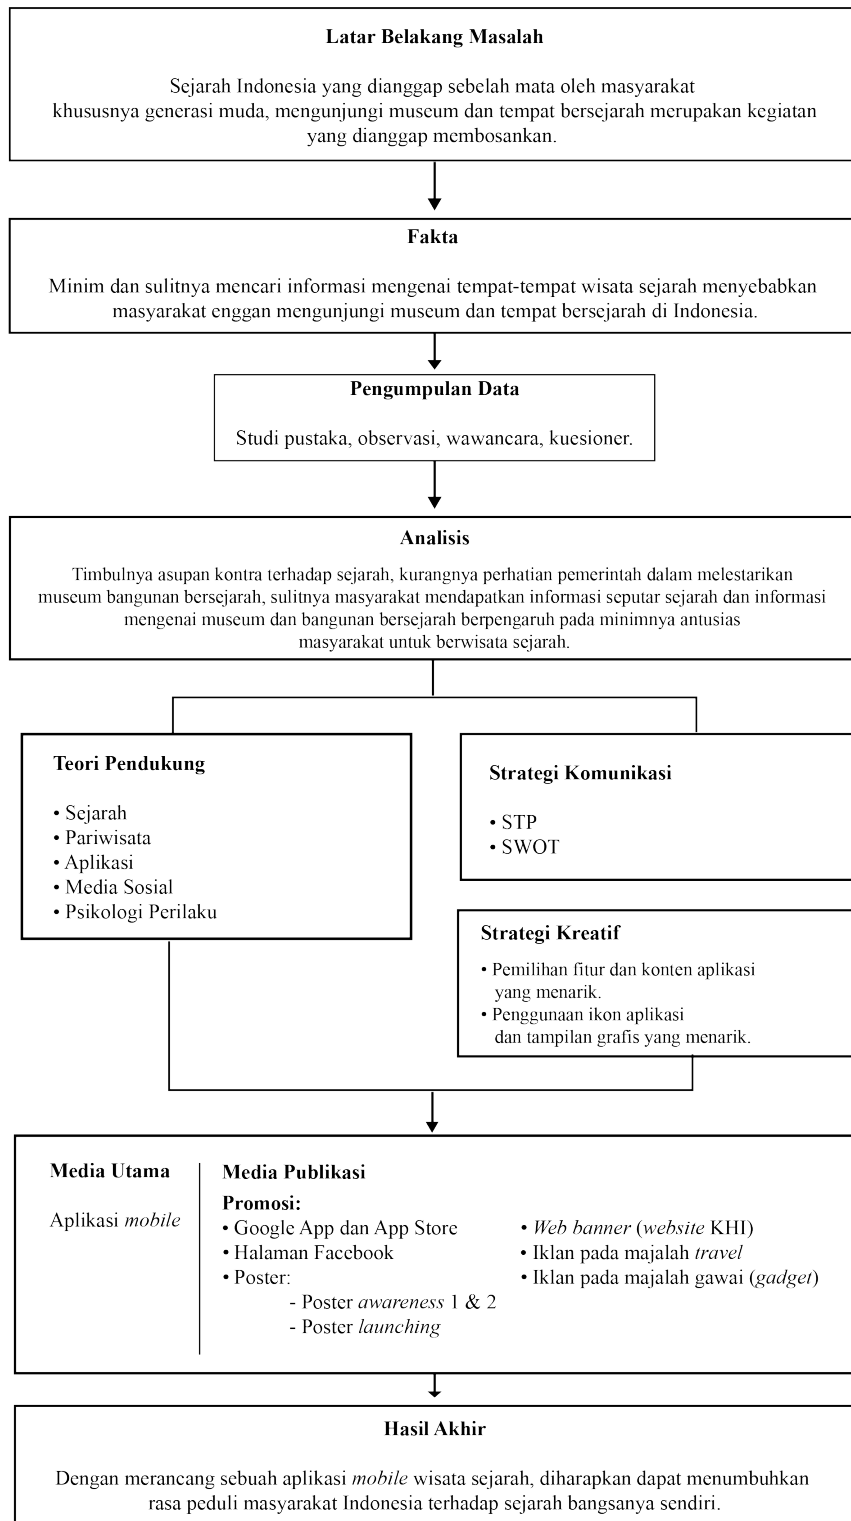 Latar Belakang Masalah
Sejarah Indonesia yang dianggap sebelah mata oleh masyarakat
khususnya generasi muda, mengunjungi museum dan tempat bersejarah merupakan kegiatan
yang dianggap membosankan.
Fakta
Minim dan sulitnya mencari informasi mengenai tempat-tempat wisata sejarah menyebabkan
masyarakat enggan mengunjungi museum dan tempat bersejarah di Indonesia.
Pengumpulan Data
Studi pustaka, observasi, wawancara, kuesioner.
Analisis
Timbulnya asupan kontra terhadap sejarah, kurangnya perhatian pemerintah dalam melestarikan
museum bangunan bersejarah, sulitnya masyarakat mendapatkan informasi seputar sejarah dan informasi
mengenai museum dan bangunan bersejarah berpengaruh pada minimnya antusias
masyarakat untuk berwisata sejarah.
Teori Pendukung
• Sejarah
• Pariwisata
• Aplikasi
• Media Sosial
• Psikologi Perilaku
Strategi Komunikasi
• STP
• SWOT
Strategi Kreatif
• Pemilihan fitur dan konten aplikasi
yang menarik.
• Penggunaan ikon aplikasi
dan tampilan grafis yang menarik.
Media Utama
Aplikasi mobile
Media Publikasi
Promosi:
• Google App dan App Store
• Halaman Facebook
• Poster:
- Poster awareness 1 & 2
- Poster launching
• Web banner (website KHI)
• Iklan pada majalah travel
• Iklan pada majalah gawai (gadget)
Hasil Akhir
Dengan merancang sebuah aplikasi mobile wisata sejarah, diharapkan dapat menumbuhkan
rasa peduli masyarakat Indonesia terhadap sejarah bangsanya sendiri.